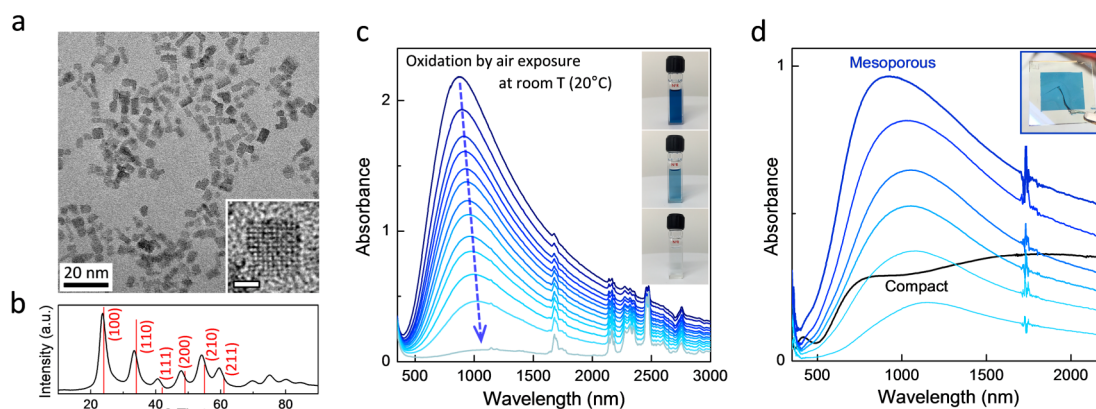 a
20 nm
b
Intensity (a.u.)
(100)
(110)
(111)
(200)
(210)
(211)
20
40
60
80
c
Oxidation by air exposure
at room T (20°C)
Absorbance
2
1
0
500
1000
1500
2000
2500
3000
Wavelength (nm)
d
1
0
Absorbance
Mesoporous
Compact
500
1000
1500
2000
Wavelength (nm)